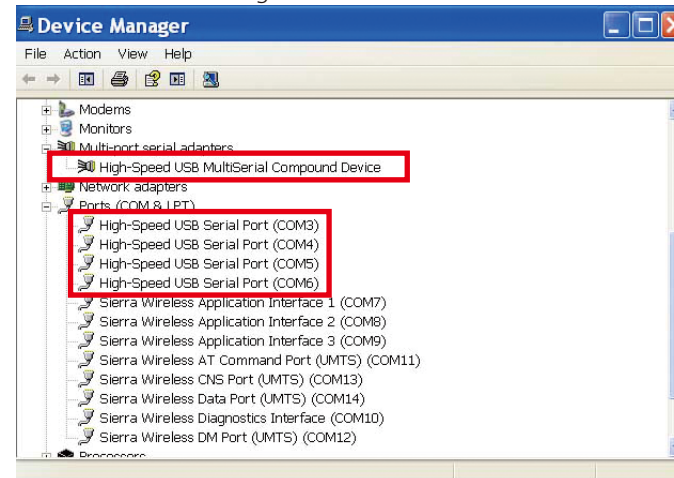 Device Manager
File Action View Help
Modems
Monitors
Multi-port serial adapters
High-Speed USB MultiSerial Compound Device
Network adapters
Ports (COM & LPT)
High-Speed USB Serial Port (COM3)
High-Speed USB Serial Port (COM4)
High-Speed USB Serial Port (COM5)
High-Speed USB Serial Port (COM6)
Sierra Wireless Application Interface 1 (COM7)
Sierra Wireless Application Interface 2 (COM8)
Sierra Wireless Application Interface 3 (COM9)
Sierra Wireless AT Command Port (UMTS) (COM11)
Sierra Wireless CNS Port (UMTS) (COM13)
Sierra Wireless Data Port (UMTS) (COM14)
Sierra Wireless Diagnostics Interface (COM10)
Sierra Wireless DM Port (UMTS) (COM12)
Processors